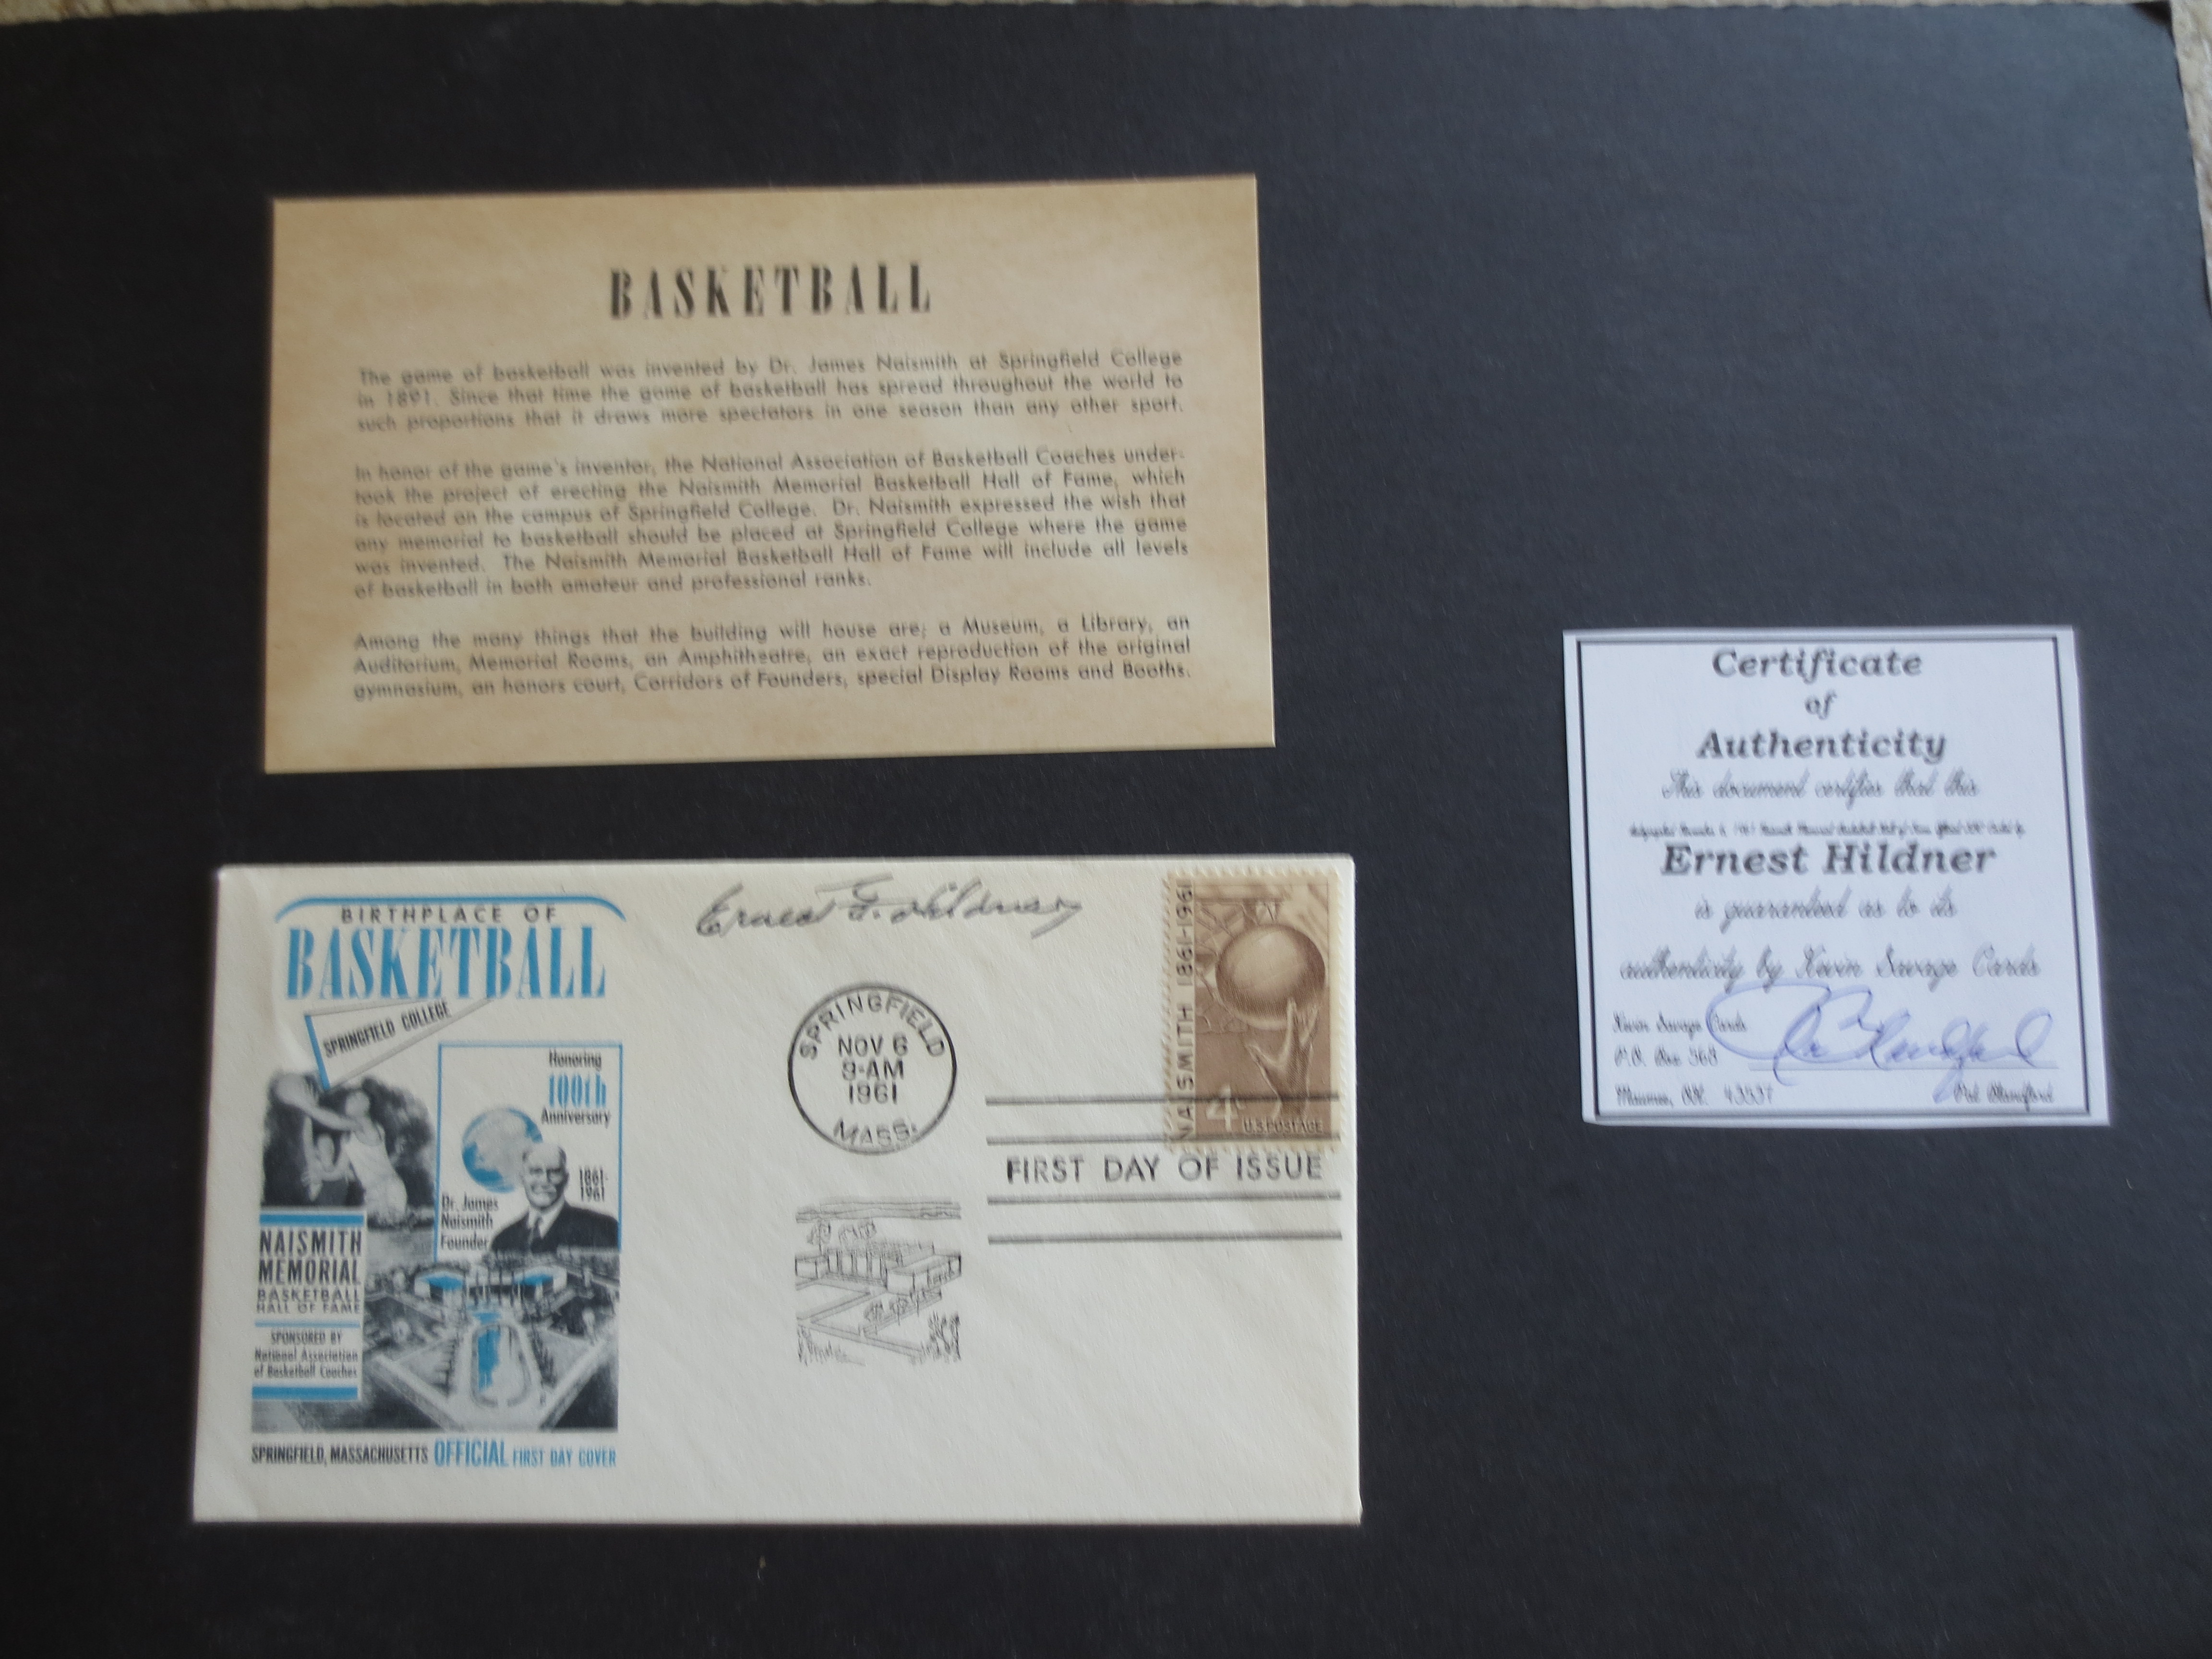 BASKETBALL
The game of basketball was invented by Dr. James Naismith at Springfield College
in 1891. Since that time the game of basketball has spread throughout the world to
such proportions that it draws more spectators in one season than any other sport.
In honor of the game's inventor, the National Association of Basketball Coaches under-
took the project of erecting the Naismith Memorial Basketball Hall of Fame, which
is located on the campus of Springfield College. Dr. Naismith expressed the wish that
any memorial to basketball should be placed at Springfield College where the game
was invented. The Naismith Memorial Basketball Hall of Fame will include all levels
of basketball in both amateur and professional ranks.
Among the many things that the building will house are; a Museum, a Library, an
Auditorium, Memorial Rooms, an Amphitheatre, an exact reproduction of the original
gymnasium, an honors court, Corridors of Founders, special Display Rooms and Booths.
BIRTHPLACE OF
BASKETBALL
SPRINGFIELD COLLEGE
Honoring
100th
Anniversary
1861-
1961
Dr. James
Naismith
Founder
NAISMITH
MEMORIAL
BASKETBALL
HALL OF FAME
SPONSORED BY
National Association
of Basketball Coaches
SPRINGFIELD, MASSACHUSETTS OFFICIAL FIRST DAY COVER
Ernest G. Hildner
SPRINGFIELD
NOV 6
9-AM
1961
MASS.
NAISMITH 1861-1961
4¢
U.S. POSTAGE
FIRST DAY OF ISSUE
Certificate
of
Authenticity
This document certifies that this
Ernest Hildner
is guaranteed as to its
authenticity by Kevin Savage Cards
Kevin Savage Cards
P.O. Box 563
Maumee, OH. 43537
Pat Blandford